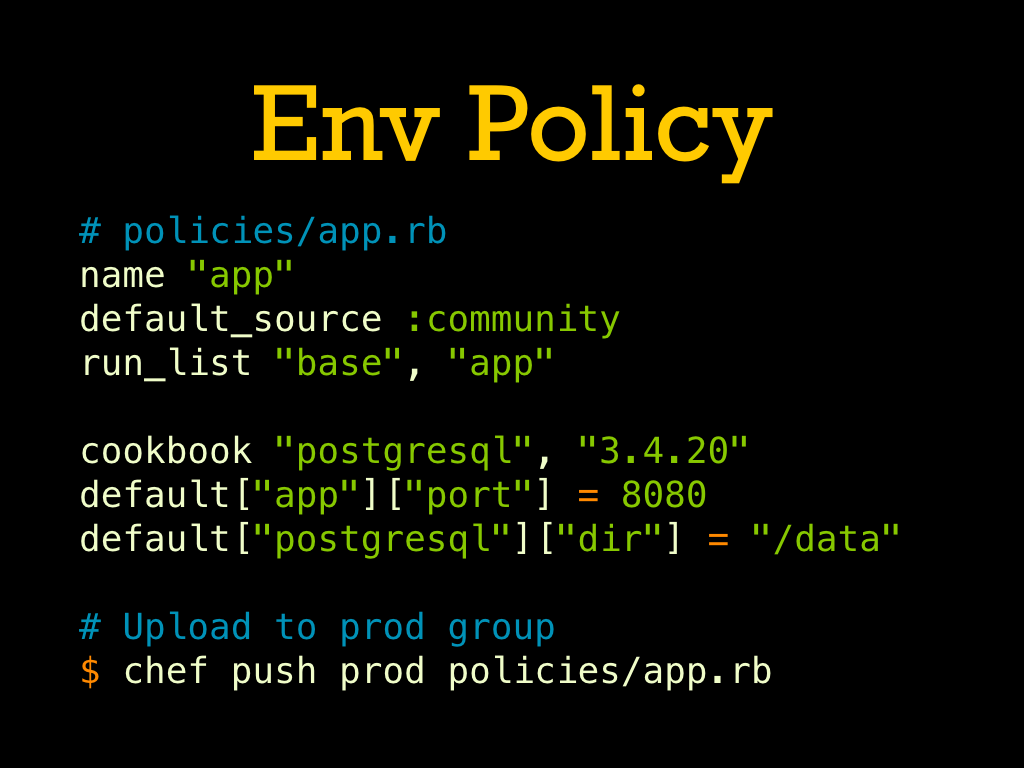 Env Policy
# policies/app.rb
name "app"
default_source :community
run_list "base", "app"
cookbook "postgresql", "3.4.20"
default["app"]["port"] = 8080
default["postgresql"]["dir"] = "/data"
# Upload to prod group
$ chef push prod policies/app.rb